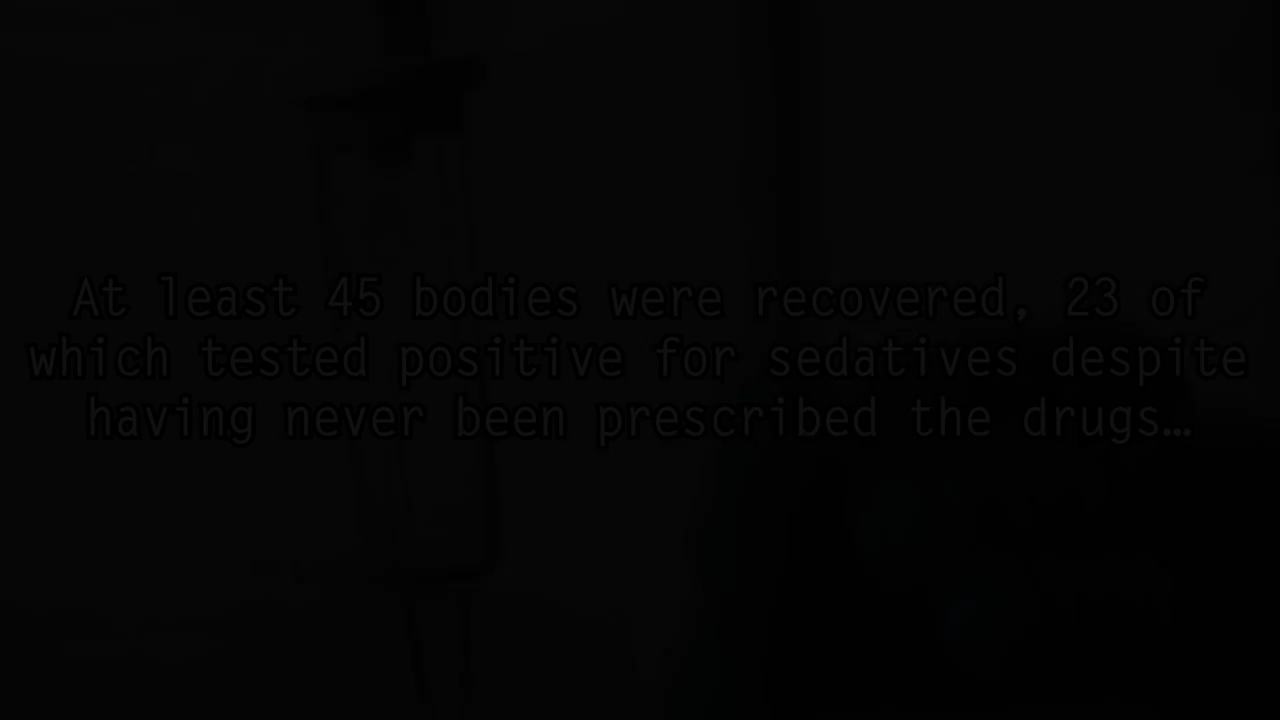 At least 45 bodies were recovered, 23 of
which tested positive for sedatives despite
having never been prescribed the drugs…